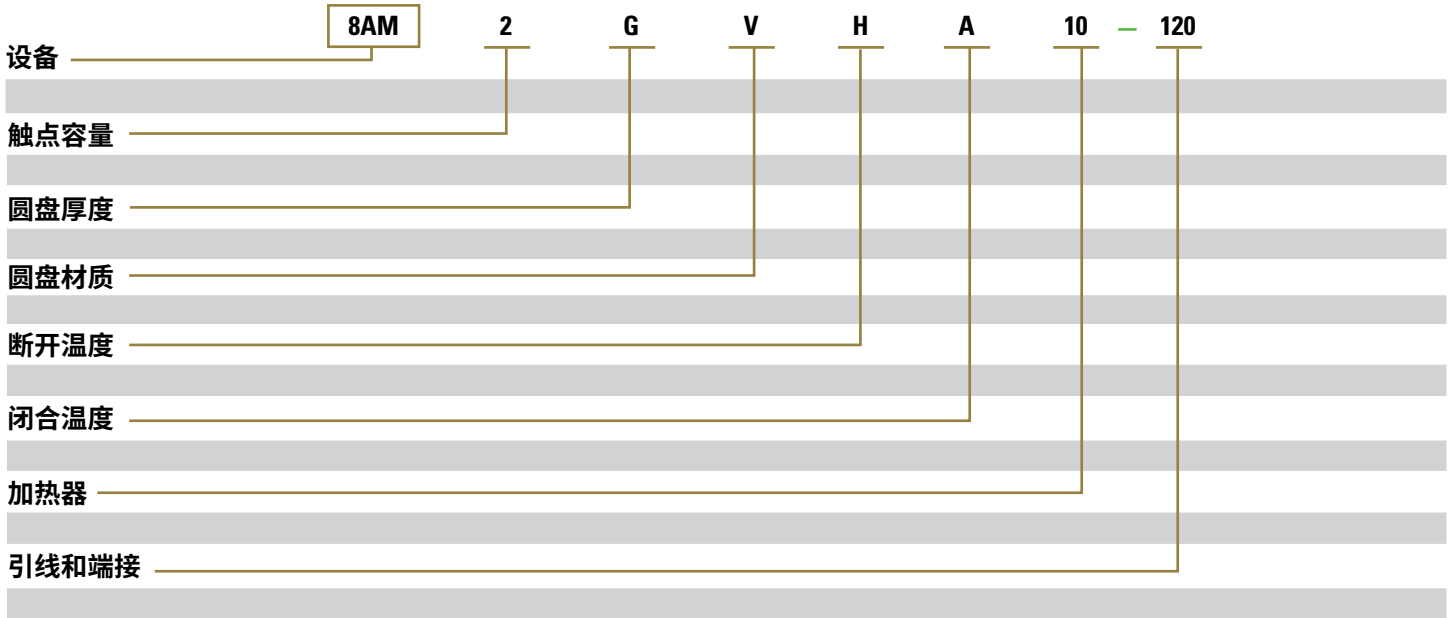 8AM 2 G V H A 10 – 120
设备
触点容量
圆盘厚度
圆盘材质
断开温度
闭合温度
加热器
引线和端接